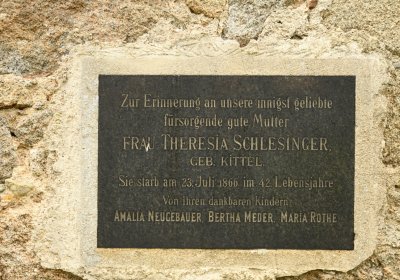 Zur Erinnerung an unsere innigst geliebte
fürsorgende gute Mutter
FRAU THERESIA SCHLESINGER,
GEB. KITTEL.
Sie starb am 23. Juli 1866 im 42. Lebensjahre
Von Ihren dankbaren Kindern:
AMALIA NEUGEBAUER, BERTHA MEDER, MARIA ROTHE